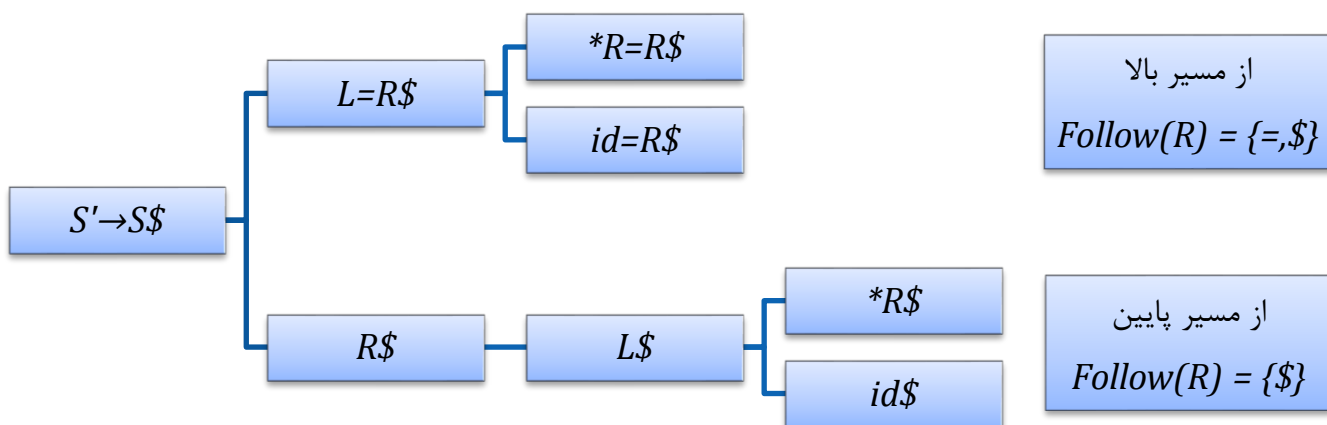 S'→S$
L=R$
*R=R$
id=R$
R$
L$
*R$
id$
از مسیر بالا
Follow(R) = {=,$}
از مسیر پایین
Follow(R) = {$}